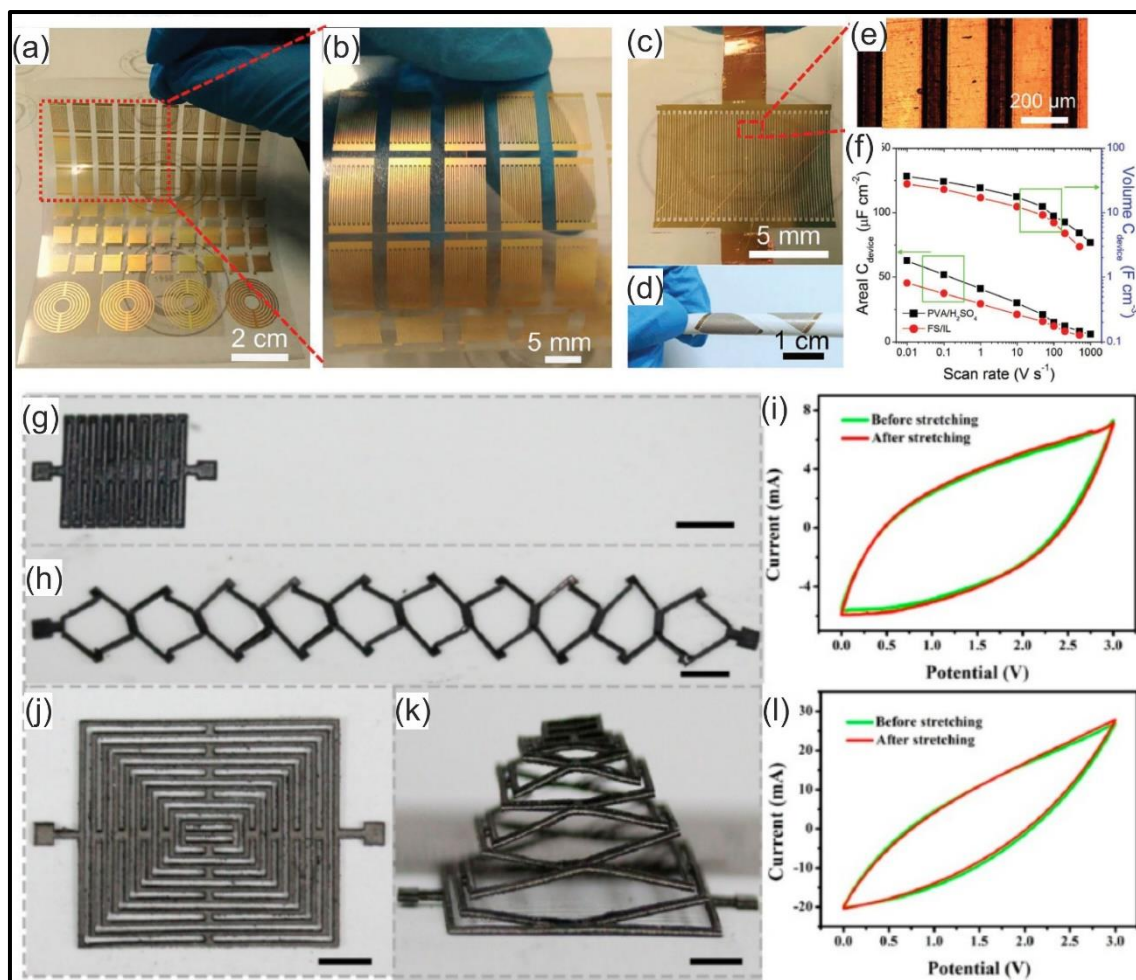 (a)
2 cm
(b)
5 mm
(c)
5 mm
(d)
1 cm
(e)
200 µm
(f)
Areal C_device (µF cm⁻²)
Volume C_device (F cm⁻³)
100
50
0
100
10
1
0.1
PVA/H₂SO₄
FS/IL
0.01 0.1 1 10 100 1000
Scan rate (V s⁻¹)
(g)
(h)
(i)
Before stretching
After stretching
Current (mA)
8
4
0
-4
0.0 0.5 1.0 1.5 2.0 2.5 3.0
Potential (V)
(j)
(k)
(l)
Before stretching
After stretching
Current (mA)
30
20
10
0
-10
-20
0.0 0.5 1.0 1.5 2.0 2.5 3.0
Potential (V)